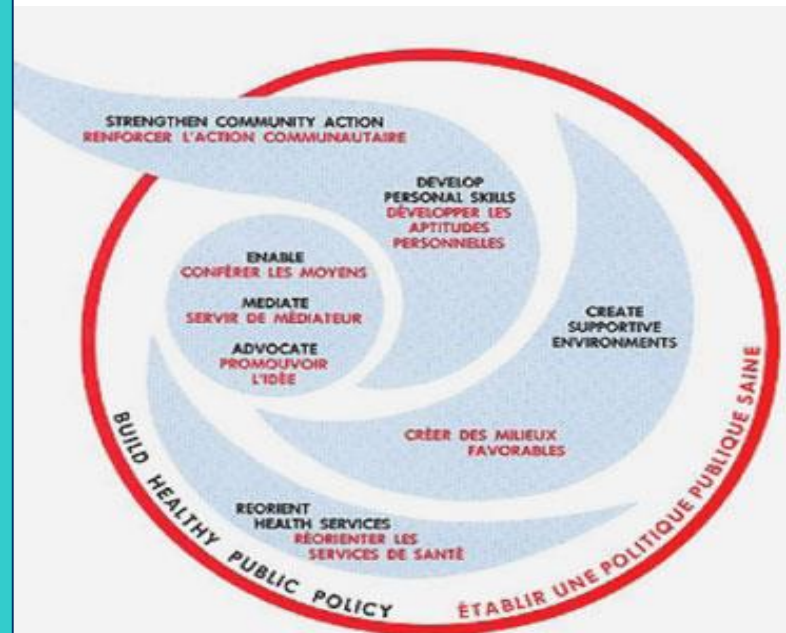 STRENGTHEN COMMUNITY ACTION
RENFORCER L'ACTION COMMUNAUTAIRE
DEVELOP
PERSONAL SKILLS
DÉVELOPPER LES
APTITUDES
PERSONNELLES
ENABLE
CONFÉRER LES MOYENS
MEDIATE
SERVIR DE MÉDIATEUR
ADVOCATE
PROMOUVOIR
L'IDÉE
CREATE
SUPPORTIVE
ENVIRONMENTS
CRÉER DES MILIEUX
FAVORABLES
REORIENT
HEALTH SERVICES
RÉORIENTER LES
SERVICES DE SANTÉ
BUILD HEALTHY PUBLIC POLICY
ÉTABLIR UNE POLITIQUE PUBLIQUE SAINE